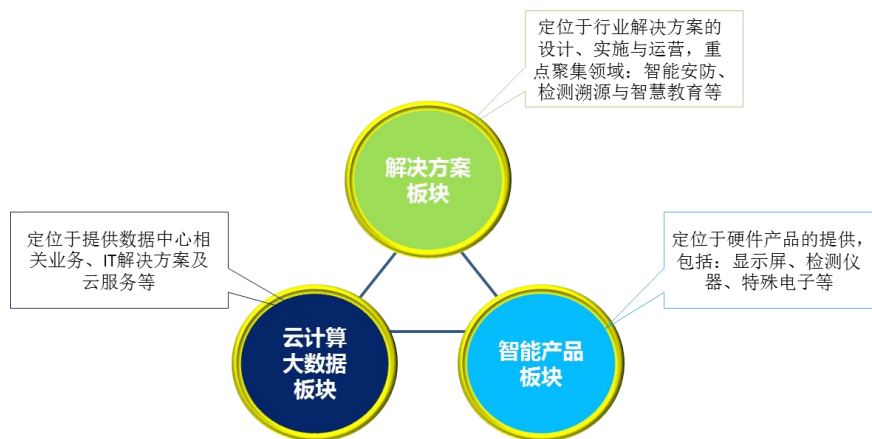 定位于行业解决方案的
设计、实施与运营，重
点聚集领域：智能安防、
检测溯源与智慧教育等
解决方案
板块
定位于提供数据中心相
关业务、IT解决方案及
云服务等
定位于硬件产品的提供，
包括：显示屏、检测仪
器、特殊电子等
云计算
大数据
板块
智能产品
板块